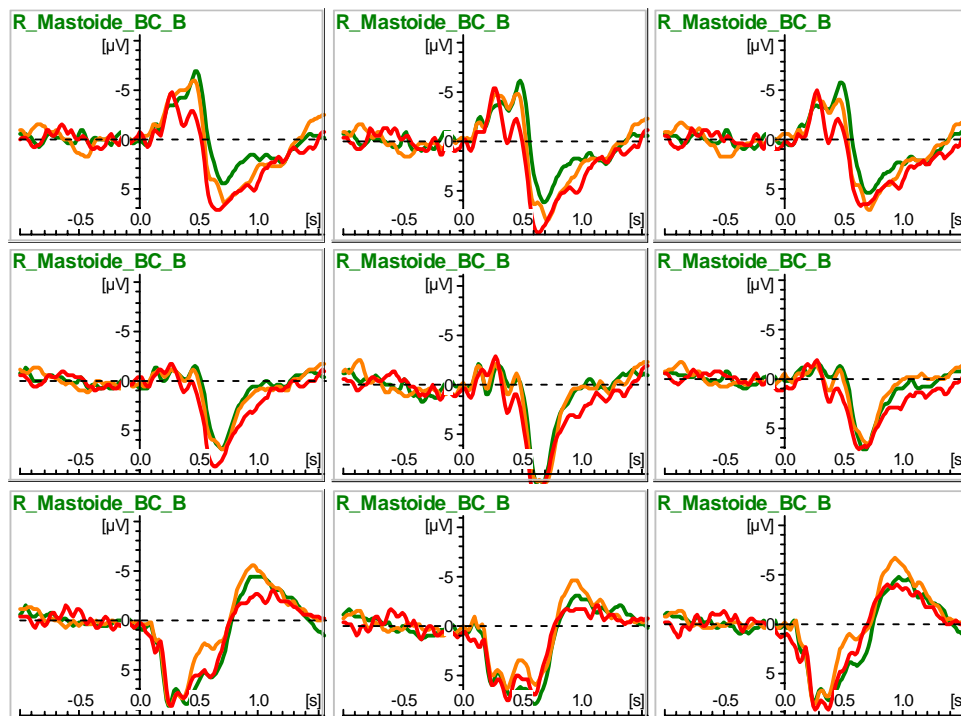 R_Mastoide_BC_B R_Mastoide_BC_B R_Mastoide_BC_B
[µV] [µV] [µV]
-5 -5 -5
0 0 0
5 5 5
-0.5 0.0 0.5 1.0 [s] -0.5 0.0 0.5 1.0 [s] -0.5 0.0 0.5 1.0 [s]
R_Mastoide_BC_B R_Mastoide_BC_B R_Mastoide_BC_B
[µV] [µV] [µV]
-5 -5 -5
0 0 0
5 5 5
-0.5 0.0 0.5 1.0 [s] -0.5 0.0 0.5 1.0 [s] -0.5 0.0 0.5 1.0 [s]
R_Mastoide_BC_B R_Mastoide_BC_B R_Mastoide_BC_B
[µV] [µV] [µV]
-5 -5 -5
0 0 0
5 5 5
-0.5 0.0 0.5 1.0 [s] -0.5 0.0 0.5 1.0 [s] -0.5 0.0 0.5 1.0 [s]